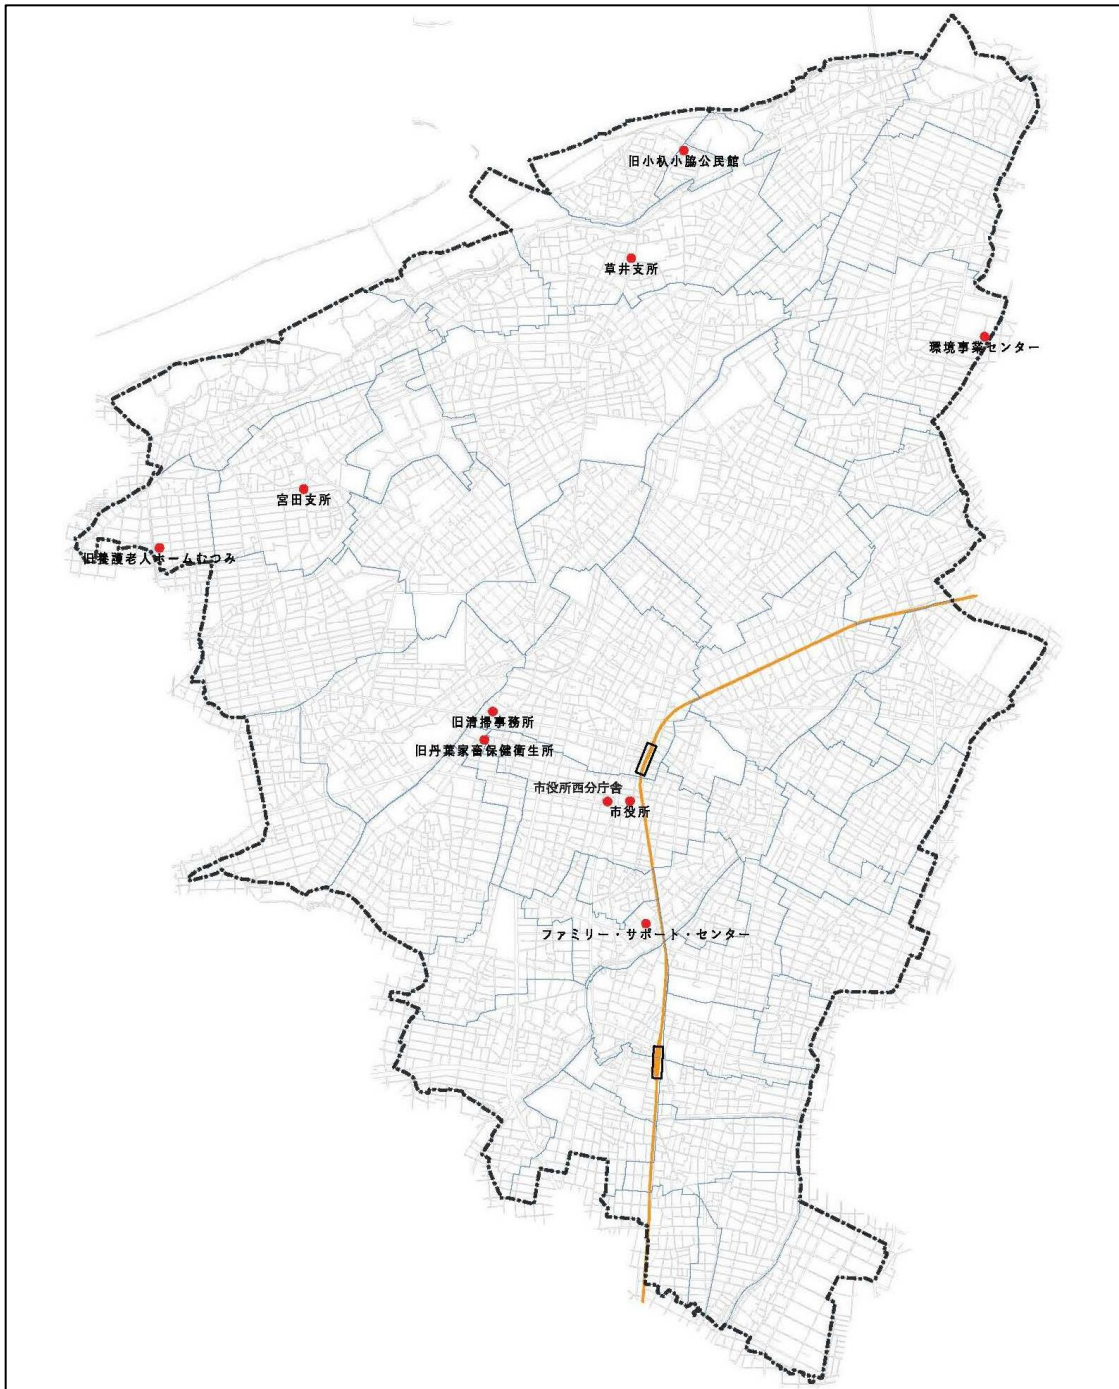 旧小杁小脇公民館
草井支所
環境事業センター
宮田支所
旧養護老人ホームむつみ
旧清掃事務所
旧丹葉家畜保健衛生所
市役所西分庁舎
市役所
ファミリー・サポート・センター